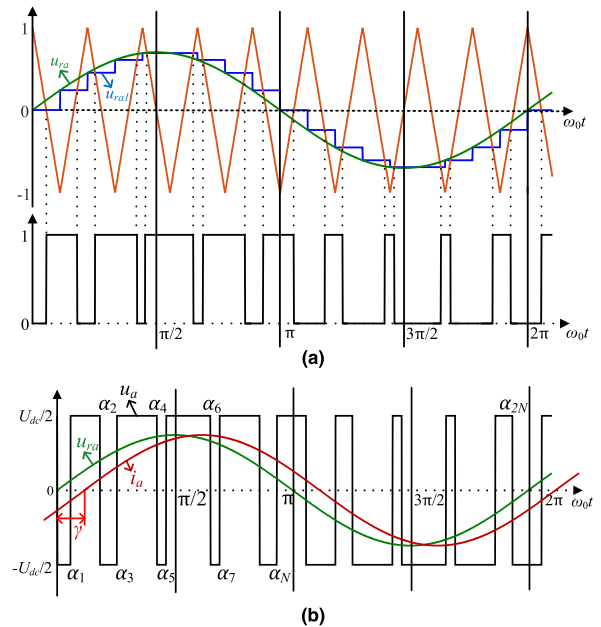 1
u_ra
u_ra1
0
ω₀t
-1
1
0
π/2
π
3π/2
2π
ω₀t
(a)
α₂
u_a
α₄
α₆
α_2N
U_dc/2
u_ra
i_a
0
π/2
π
3π/2
2π
ω₀t
γ
-U_dc/2
α₁
α₃
α₅
α₇
α_N
(b)